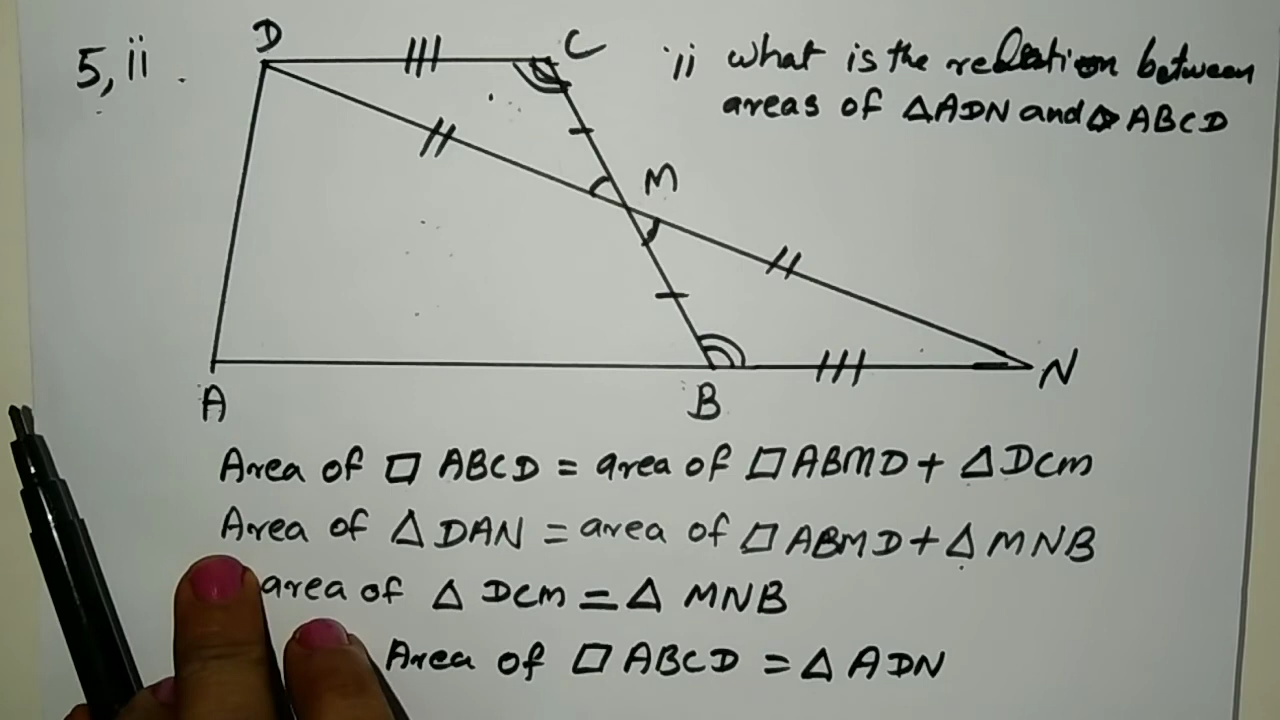 5, ii .
D
C
ii what is the relation between
areas of △ADN and ▱ ABCD
M
A
B
N
Area of ▱ ABCD = area of ▱ ABMD + △DCM
Area of △ DAN = area of ▱ ABMD + △ MNB
area of △ DCM = △ MNB
Area of ▱ ABCD = △ ADN